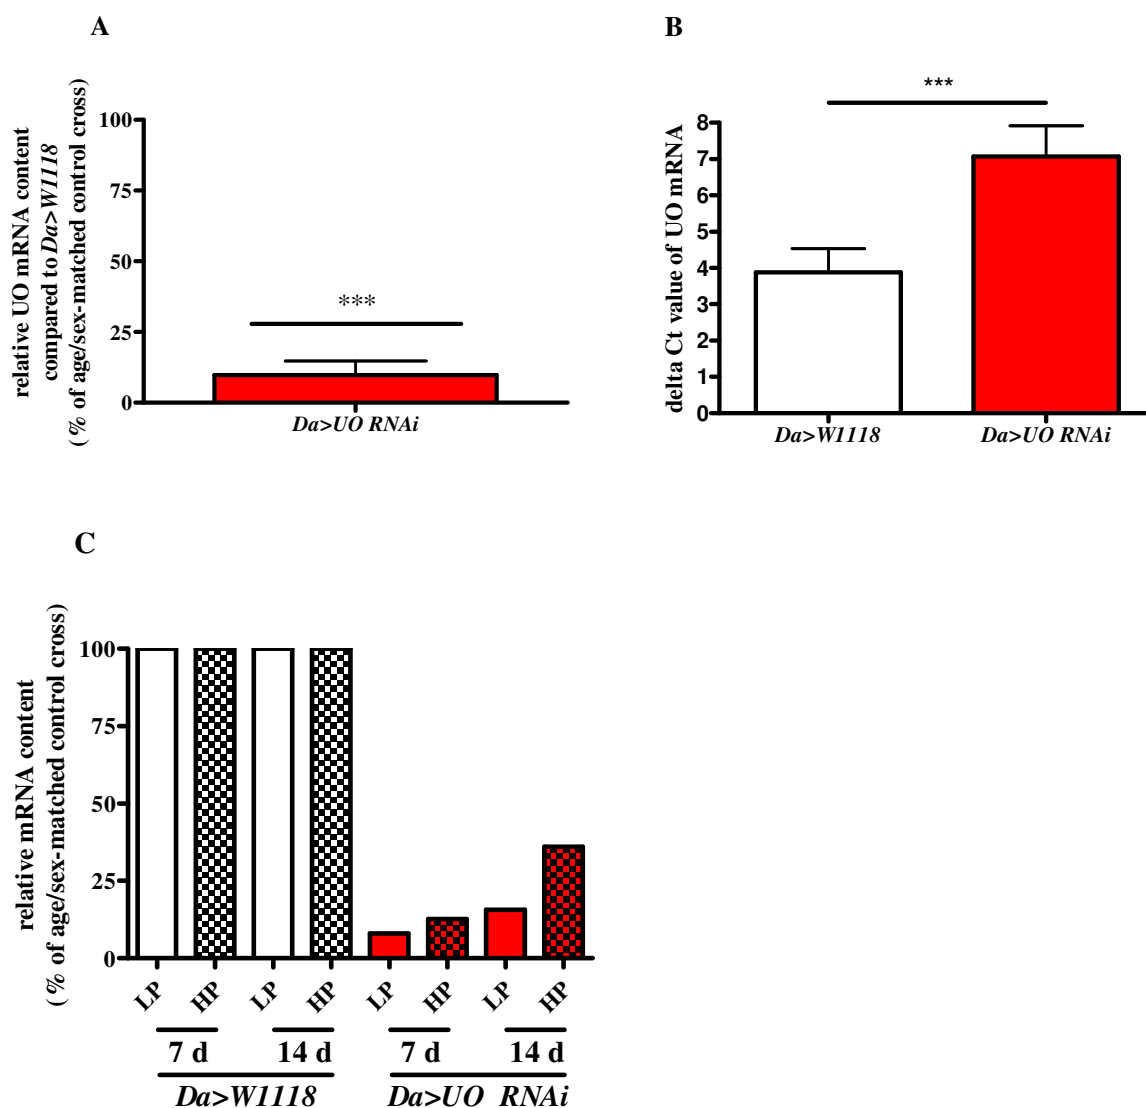 A
relative UO mRNA content
compared to Da>W1118
(% of age/sex-matched control cross)
100
75
50
25
0
***
Da>UO RNAi
B
delta Ct value of UO mRNA
8
7
6
5
4
3
2
1
0
***
Da>W1118
Da>UO RNAi
C
relative mRNA content
(% of age/sex-matched control cross)
100
75
50
25
0
LP HP LP HP LP HP LP HP
7 d 14 d 7 d 14 d
Da>W1118 Da>UO RNAi